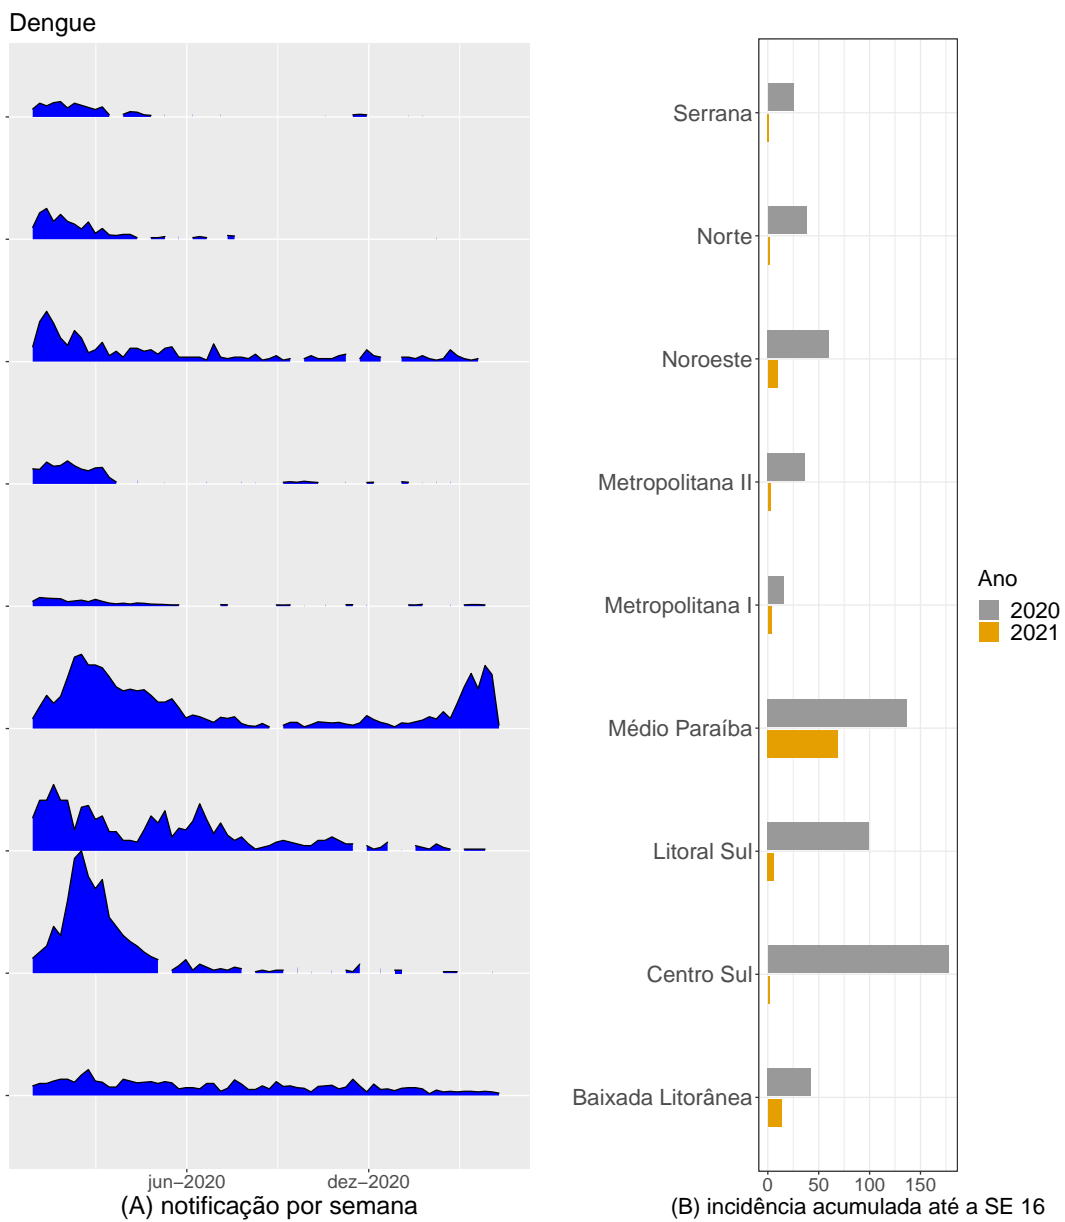 Dengue
jun–2020
dez–2020
(A) notificação por semana
Serrana
Norte
Noroeste
Metropolitana II
Metropolitana I
Médio Paraíba
Litoral Sul
Centro Sul
Baixada Litorânea
0 50 100 150
(B) incidência acumulada até a SE 16
Ano
2020
2021